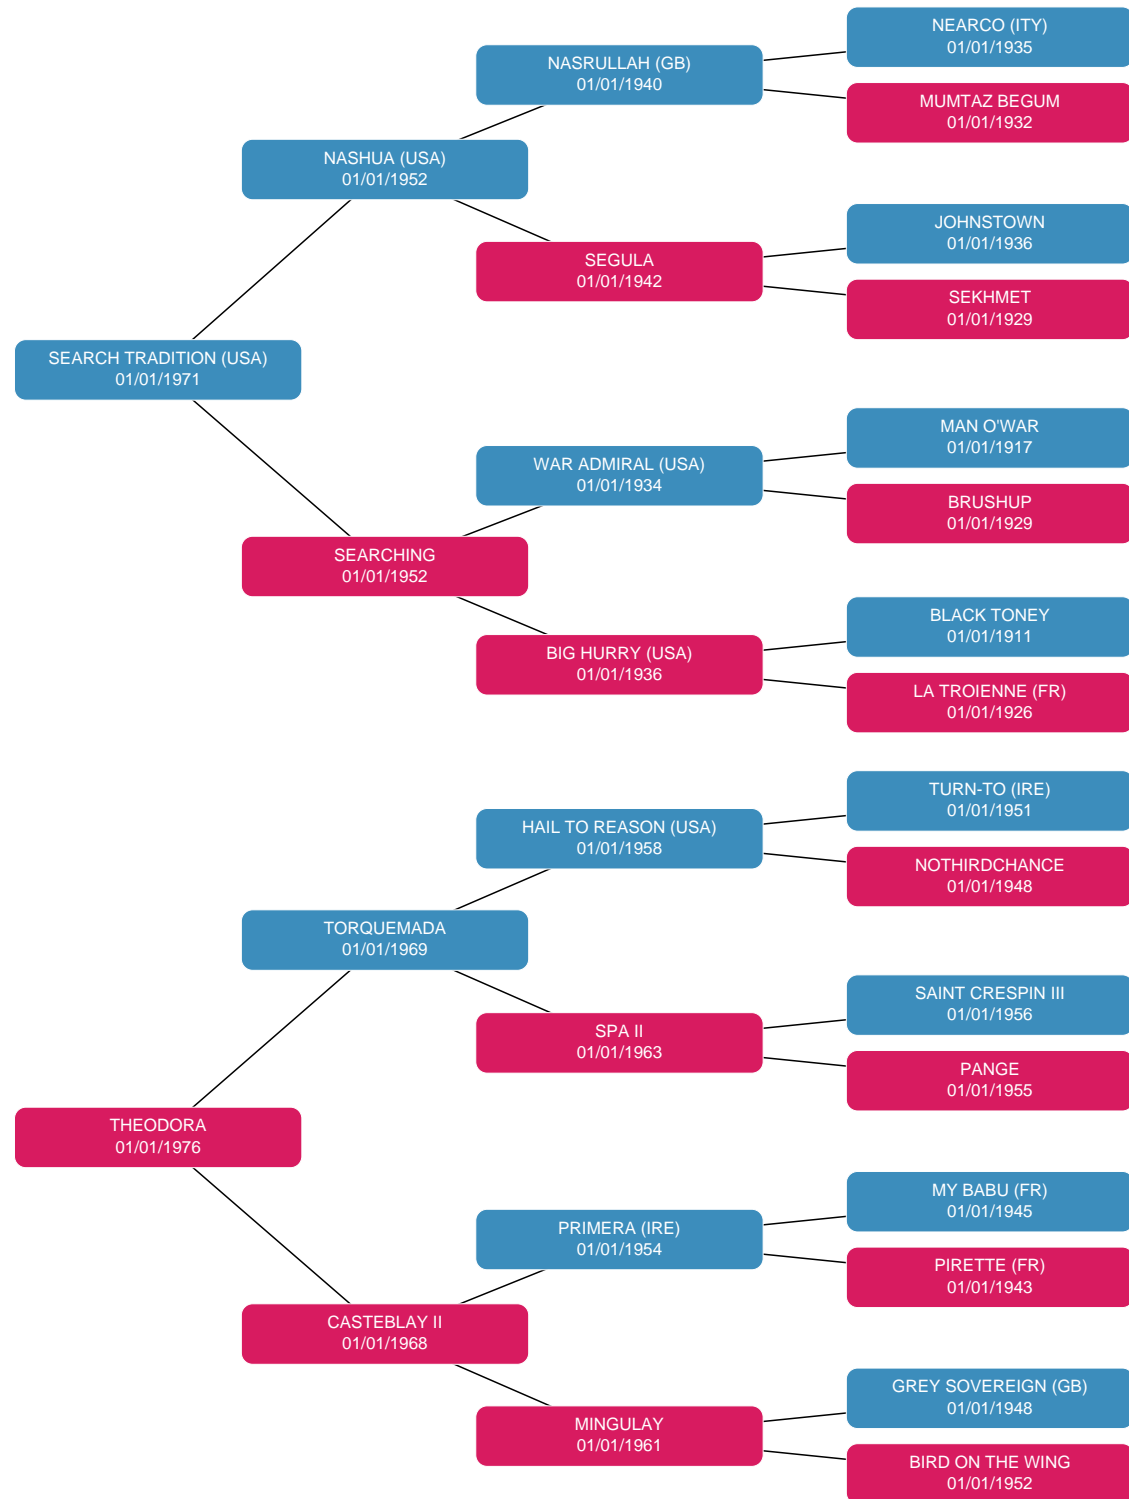 NEARCO (ITY)
01/01/1935
NASRULLAH (GB)
01/01/1940
MUMTAZ BEGUM
01/01/1932
NASHUA (USA)
01/01/1952
JOHNSTOWN
01/01/1936
SEGULA
01/01/1942
SEKHMET
01/01/1929
SEARCH TRADITION (USA)
01/01/1971
MAN O'WAR
01/01/1917
WAR ADMIRAL (USA)
01/01/1934
BRUSHUP
01/01/1929
SEARCHING
01/01/1952
BLACK TONEY
01/01/1911
BIG HURRY (USA)
01/01/1936
LA TROIENNE (FR)
01/01/1926
TURN-TO (IRE)
01/01/1951
HAIL TO REASON (USA)
01/01/1958
NOTHIRDCHANCE
01/01/1948
TORQUEMADA
01/01/1969
SAINT CRESPIN III
01/01/1956
SPA II
01/01/1963
PANGE
01/01/1955
THEODORA
01/01/1976
MY BABU (FR)
01/01/1945
PRIMERA (IRE)
01/01/1954
PIRETTE (FR)
01/01/1943
CASTEBLAY II
01/01/1968
GREY SOVEREIGN (GB)
01/01/1948
MINGULAY
01/01/1961
BIRD ON THE WING
01/01/1952